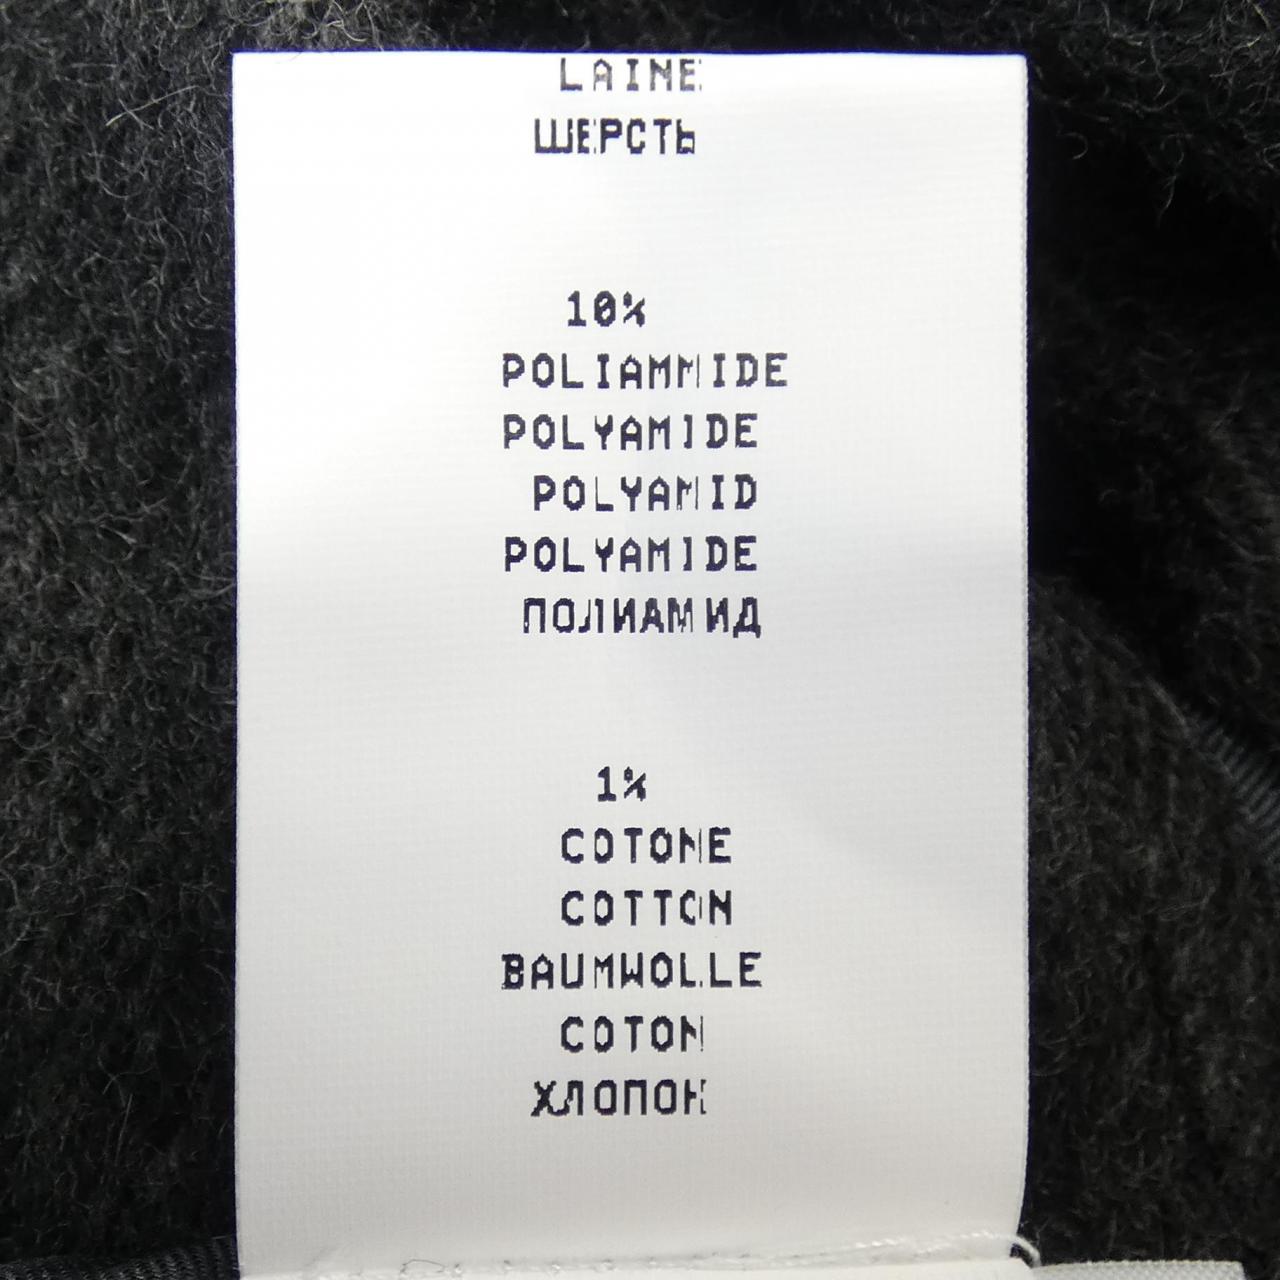 LAINE
ШЕРСТЬ
10%
POLIAMMIDE
POLYAMIDE
POLYAMID
POLYAMIDE
ПОЛИАМИД
1%
COTONE
COTTON
BAUMWOLLE
COTON
ХЛОПОК